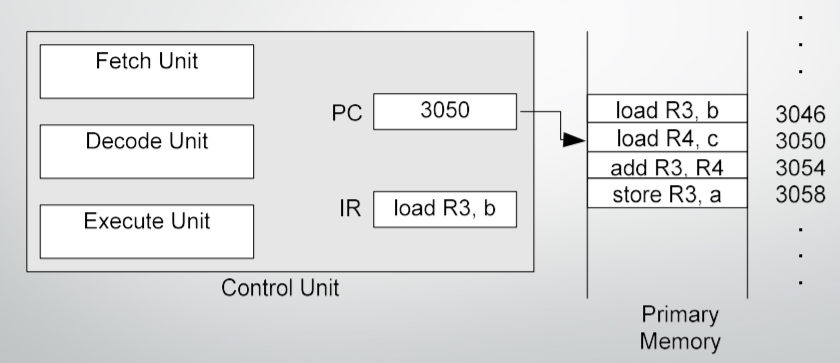 Fetch Unit
Decode Unit
Execute Unit
PC
3050
IR
load R3, b
Control Unit
load R3, b
3046
load R4, c
3050
add R3, R4
3054
store R3, a
3058
Primary
Memory